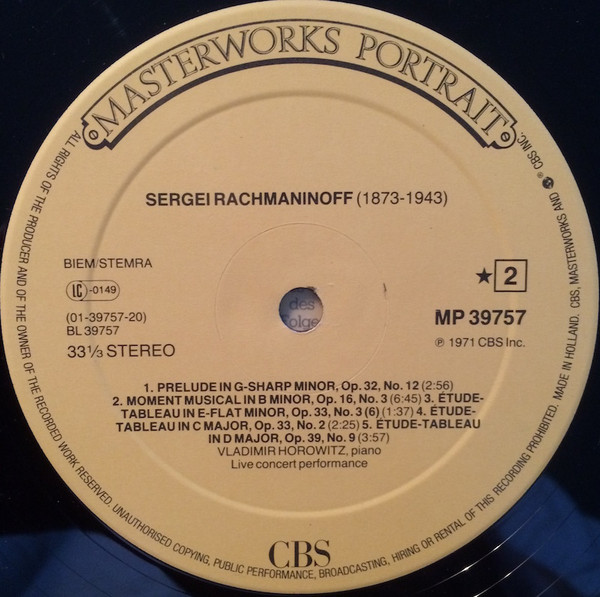 MASTERWORKS PORTRAIT
SERGEI RACHMANINOFF (1873-1943)
BIEM/STEMRA
LC-0149
(01-39757-20)
BL 39757
33⅓ STEREO
★ 2
MP 39757
℗ 1971 CBS Inc.
1. PRELUDE IN G-SHARP MINOR, Op. 32, No. 12 (2:56)
2. MOMENT MUSICAL IN B MINOR, Op. 16, No. 3 (6:45) 3. ÉTUDE-
TABLEAU IN E-FLAT MINOR, Op. 33, No. 3 (6) (1:37) 4. ÉTUDE-
TABLEAU IN C MAJOR, Op. 33, No. 2 (2:25) 5. ÉTUDE-TABLEAU
IN D MAJOR, Op. 39, No. 9 (3:57)
VLADIMIR HOROWITZ, piano
Live concert performance
des
Folge
CBS
ALL RIGHTS OF THE PRODUCER AND OF THE OWNER OF THE RECORDED WORK RESERVED. UNAUTHORISED COPYING, PUBLIC PERFORMANCE, BROADCASTING, HIRING OR RENTAL OF THIS RECORDING PROHIBITED. MADE IN HOLLAND. CBS, MASTERWORKS AND ℗ CBS INC.